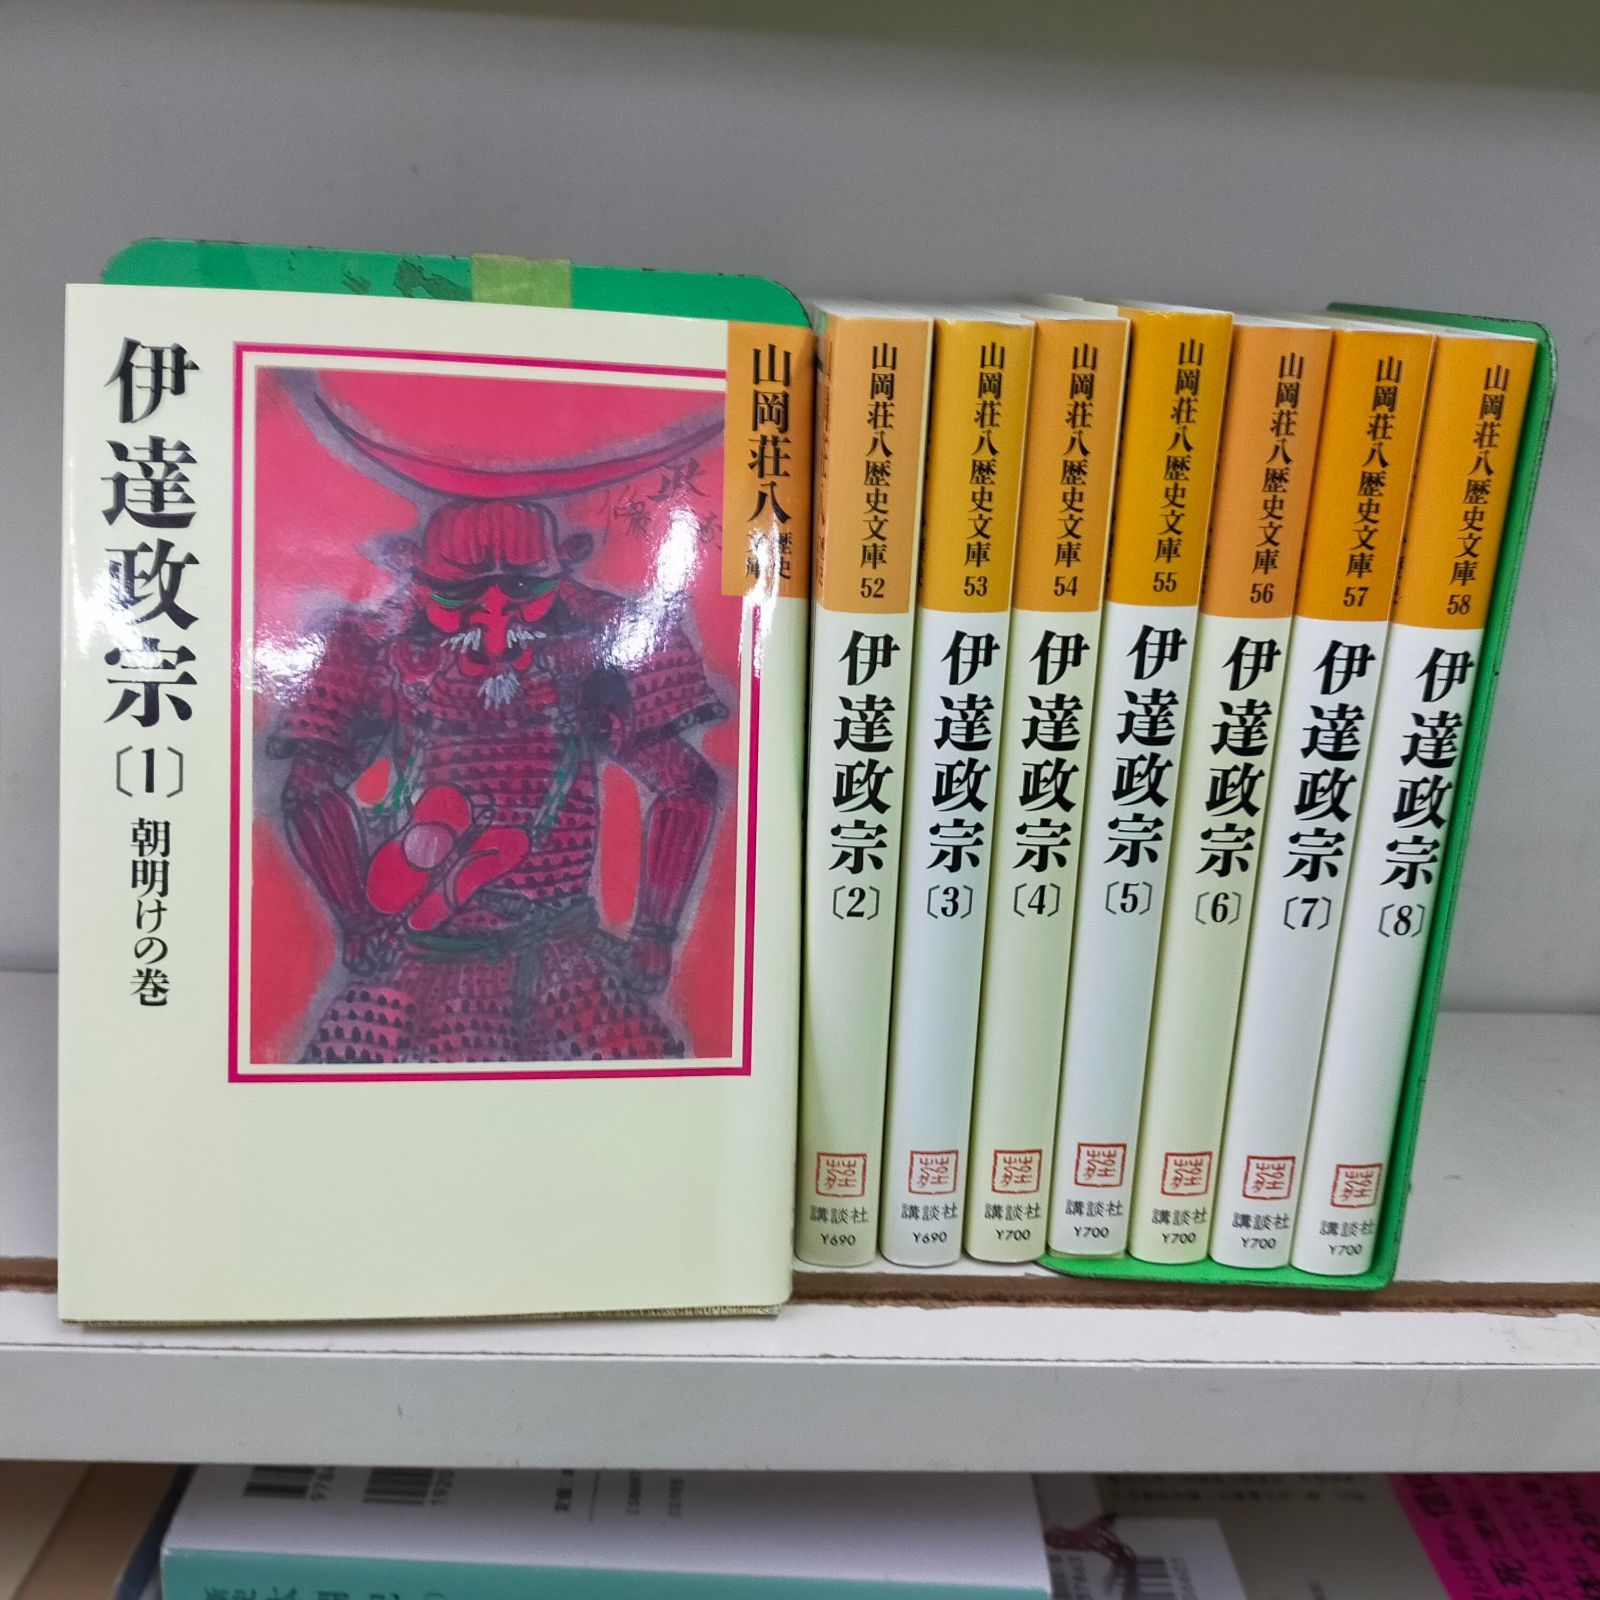 伊達政宗
〔1〕
朝明けの巻
山岡荘八
歴史
文庫
政宗
山岡荘八歴史文庫
52
伊達政宗
〔2〕
講談社
Y690
山岡荘八歴史文庫
53
伊達政宗
〔3〕
講談社
Y690
山岡荘八歴史文庫
54
伊達政宗
〔4〕
講談社
Y700
山岡荘八歴史文庫
55
伊達政宗
〔5〕
講談社
Y700
山岡荘八歴史文庫
56
伊達政宗
〔6〕
講談社
Y700
山岡荘八歴史文庫
57
伊達政宗
〔7〕
講談社
Y700
山岡荘八歴史文庫
58
伊達政宗
〔8〕
講談社
Y700